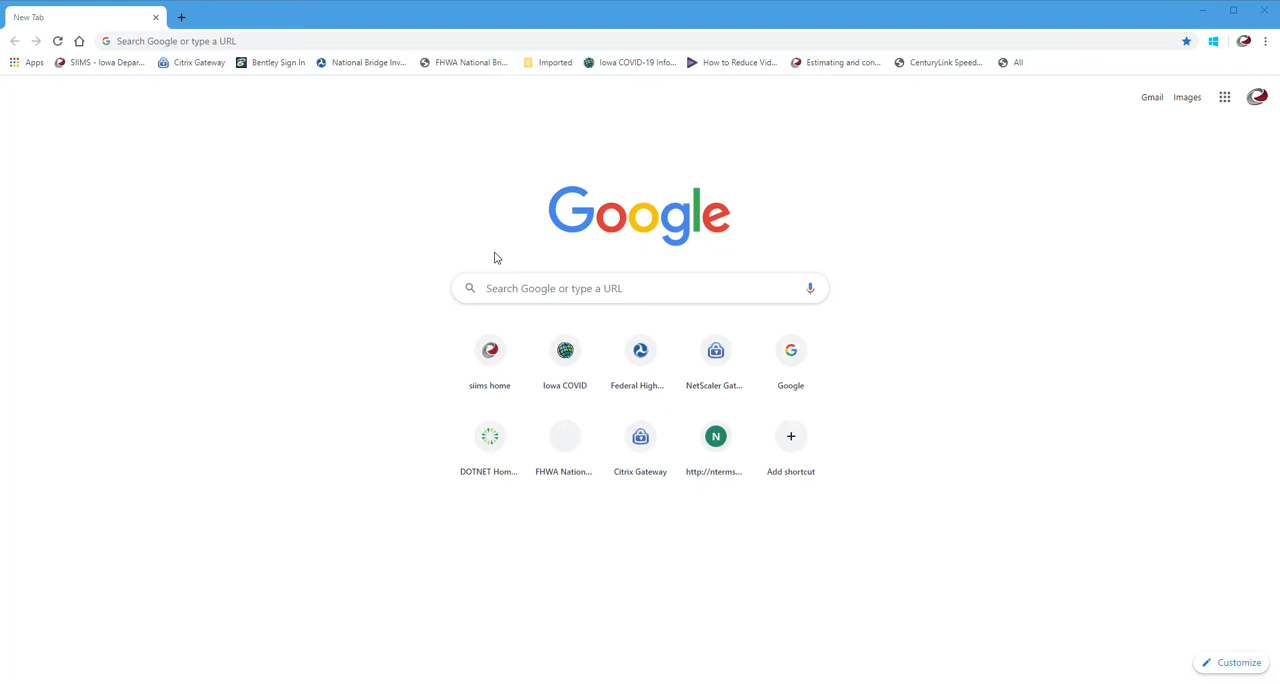 New Tab
Search Google or type a URL
Apps SIIMS - Iowa Depar... Citrix Gateway Bentley Sign In National Bridge Inv... FHWA National Bri... Imported Iowa COVID-19 Info... How to Reduce Vid... Estimating and con... CenturyLink Speed... All
Gmail Images
Google
Search Google or type a URL
siims home Iowa COVID Federal High... NetScaler Gat... Google
N
DOTNET Hom... FHWA Nation... Citrix Gateway http://nterms... Add shortcut
Customize